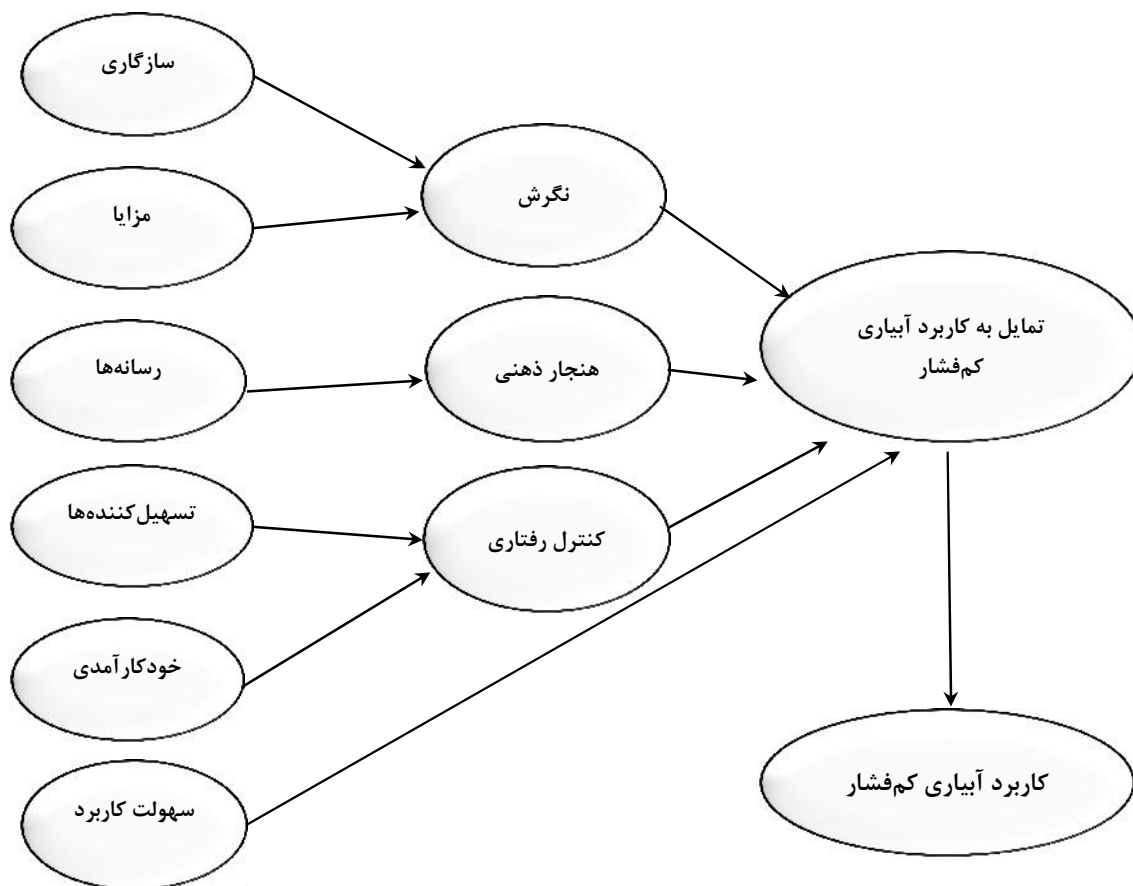 سازگاری
مزایا
رسانه‌ها
تسهیل‌کننده‌ها
خودکارآمدی
سهولت کاربرد
نگرش
هنجار ذهنی
کنترل رفتاری
تمایل به کاربرد آبیاری
کم‌فشار
کاربرد آبیاری کم‌فشار